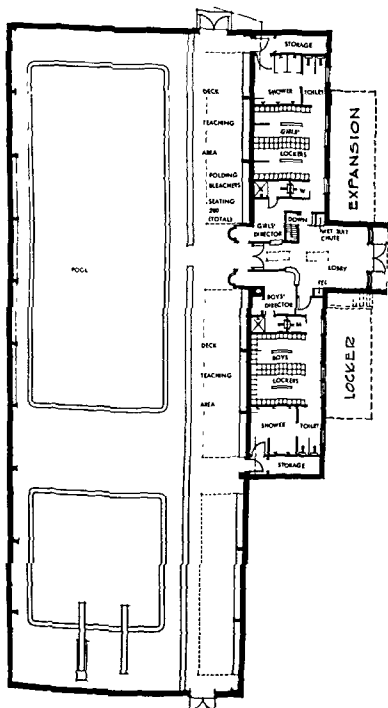 STORAGE
SHOWER
TOILET
DECK
TEACHING
AREA
FOLDING
BLEACHERS
SEATING
(TOTAL)
GIRLS'
LOCKERS
EXPANSION
GIRLS'
DIRECTOR
DOWN
WET SUIT
CHUTE
LOBBY
POOL
BOYS'
DIRECTOR
DECK
TEACHING
AREA
BOYS
LOCKERS
LOCKER
SHOWER
TOILET
STORAGE